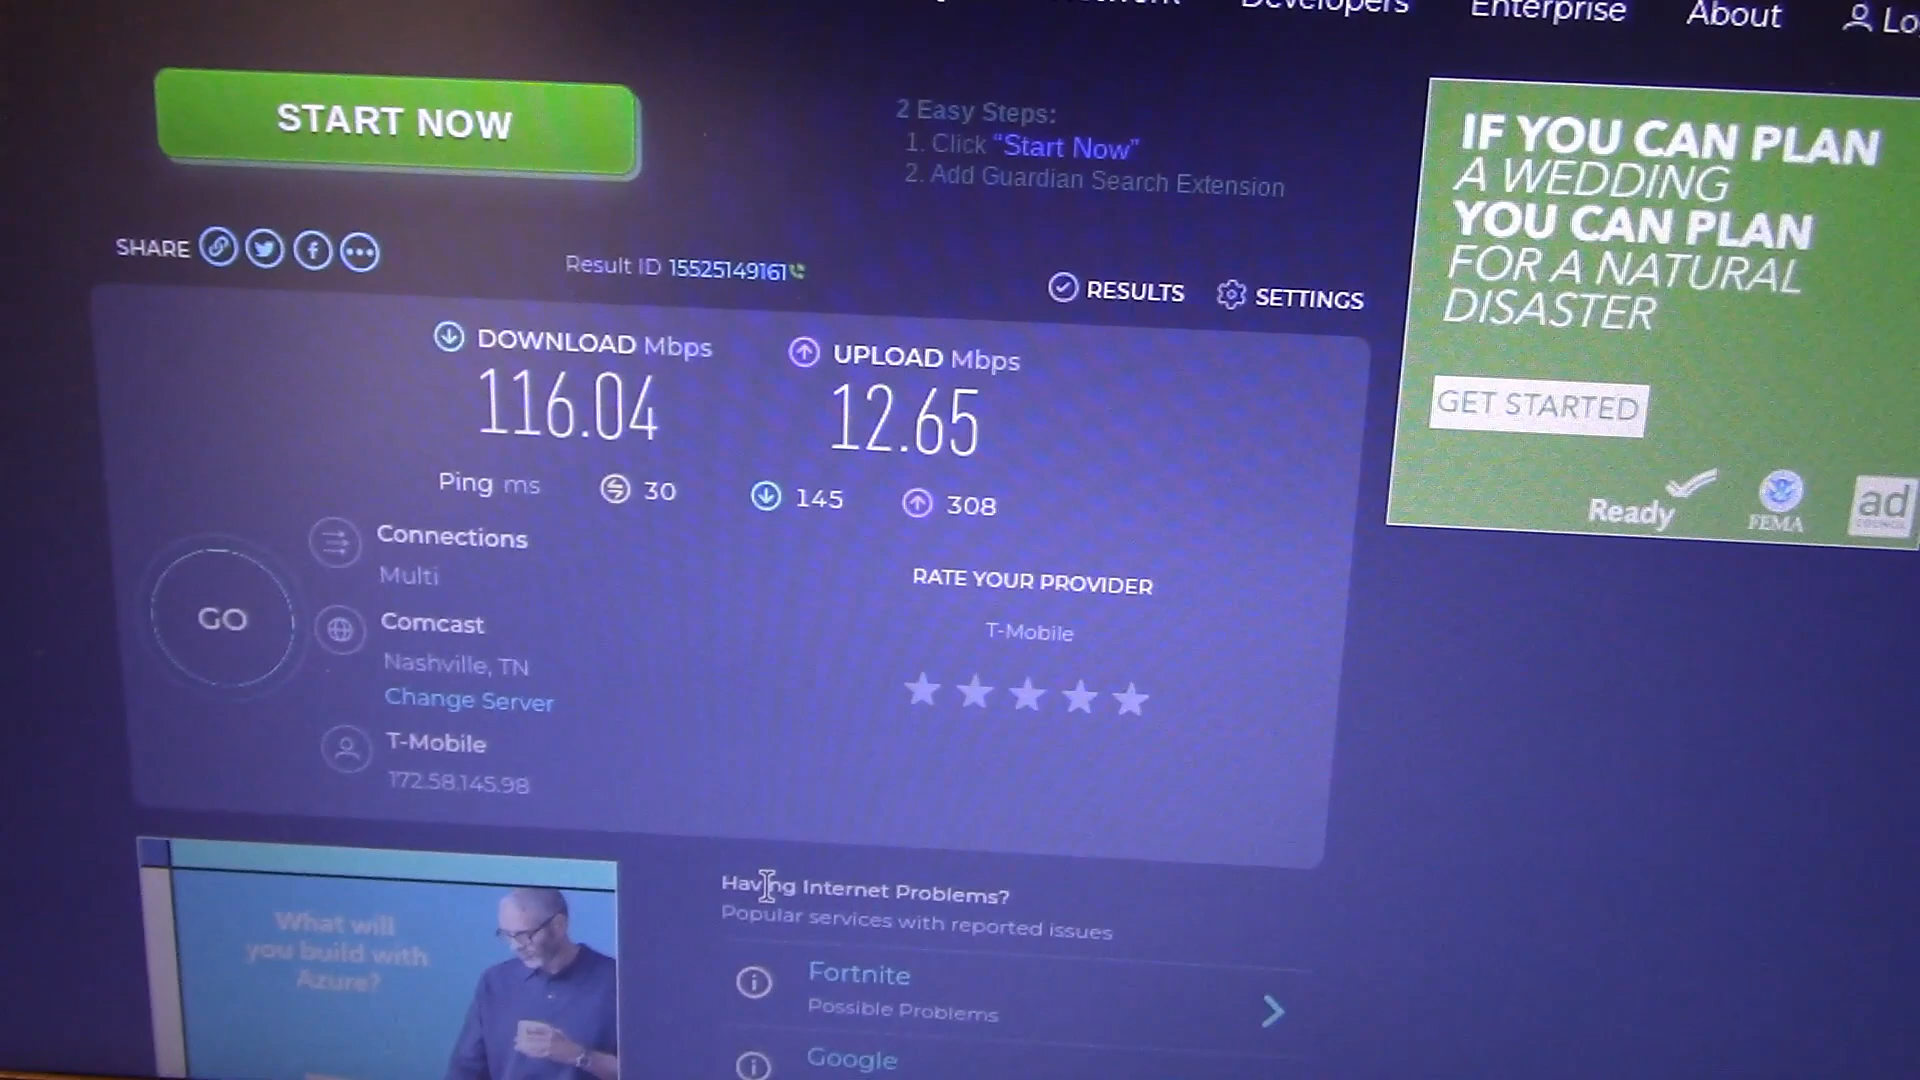 Developers
Enterprise
About
START NOW
2 Easy Steps:
1. Click "Start Now"
2. Add Guardian Search Extension
IF YOU CAN PLAN
A WEDDING
YOU CAN PLAN
FOR A NATURAL
DISASTER
GET STARTED
Ready
FEMA
ad
COUNCIL
SHARE
Result ID 15525149161
RESULTS
SETTINGS
DOWNLOAD Mbps
116.04
UPLOAD Mbps
12.65
Ping ms
30
145
308
GO
Connections
Multi
Comcast
Nashville, TN
Change Server
T-Mobile
172.58.145.98
RATE YOUR PROVIDER
T-Mobile
What will
you build with
Azure?
Having Internet Problems?
Popular services with reported issues
Fortnite
Possible Problems
Google